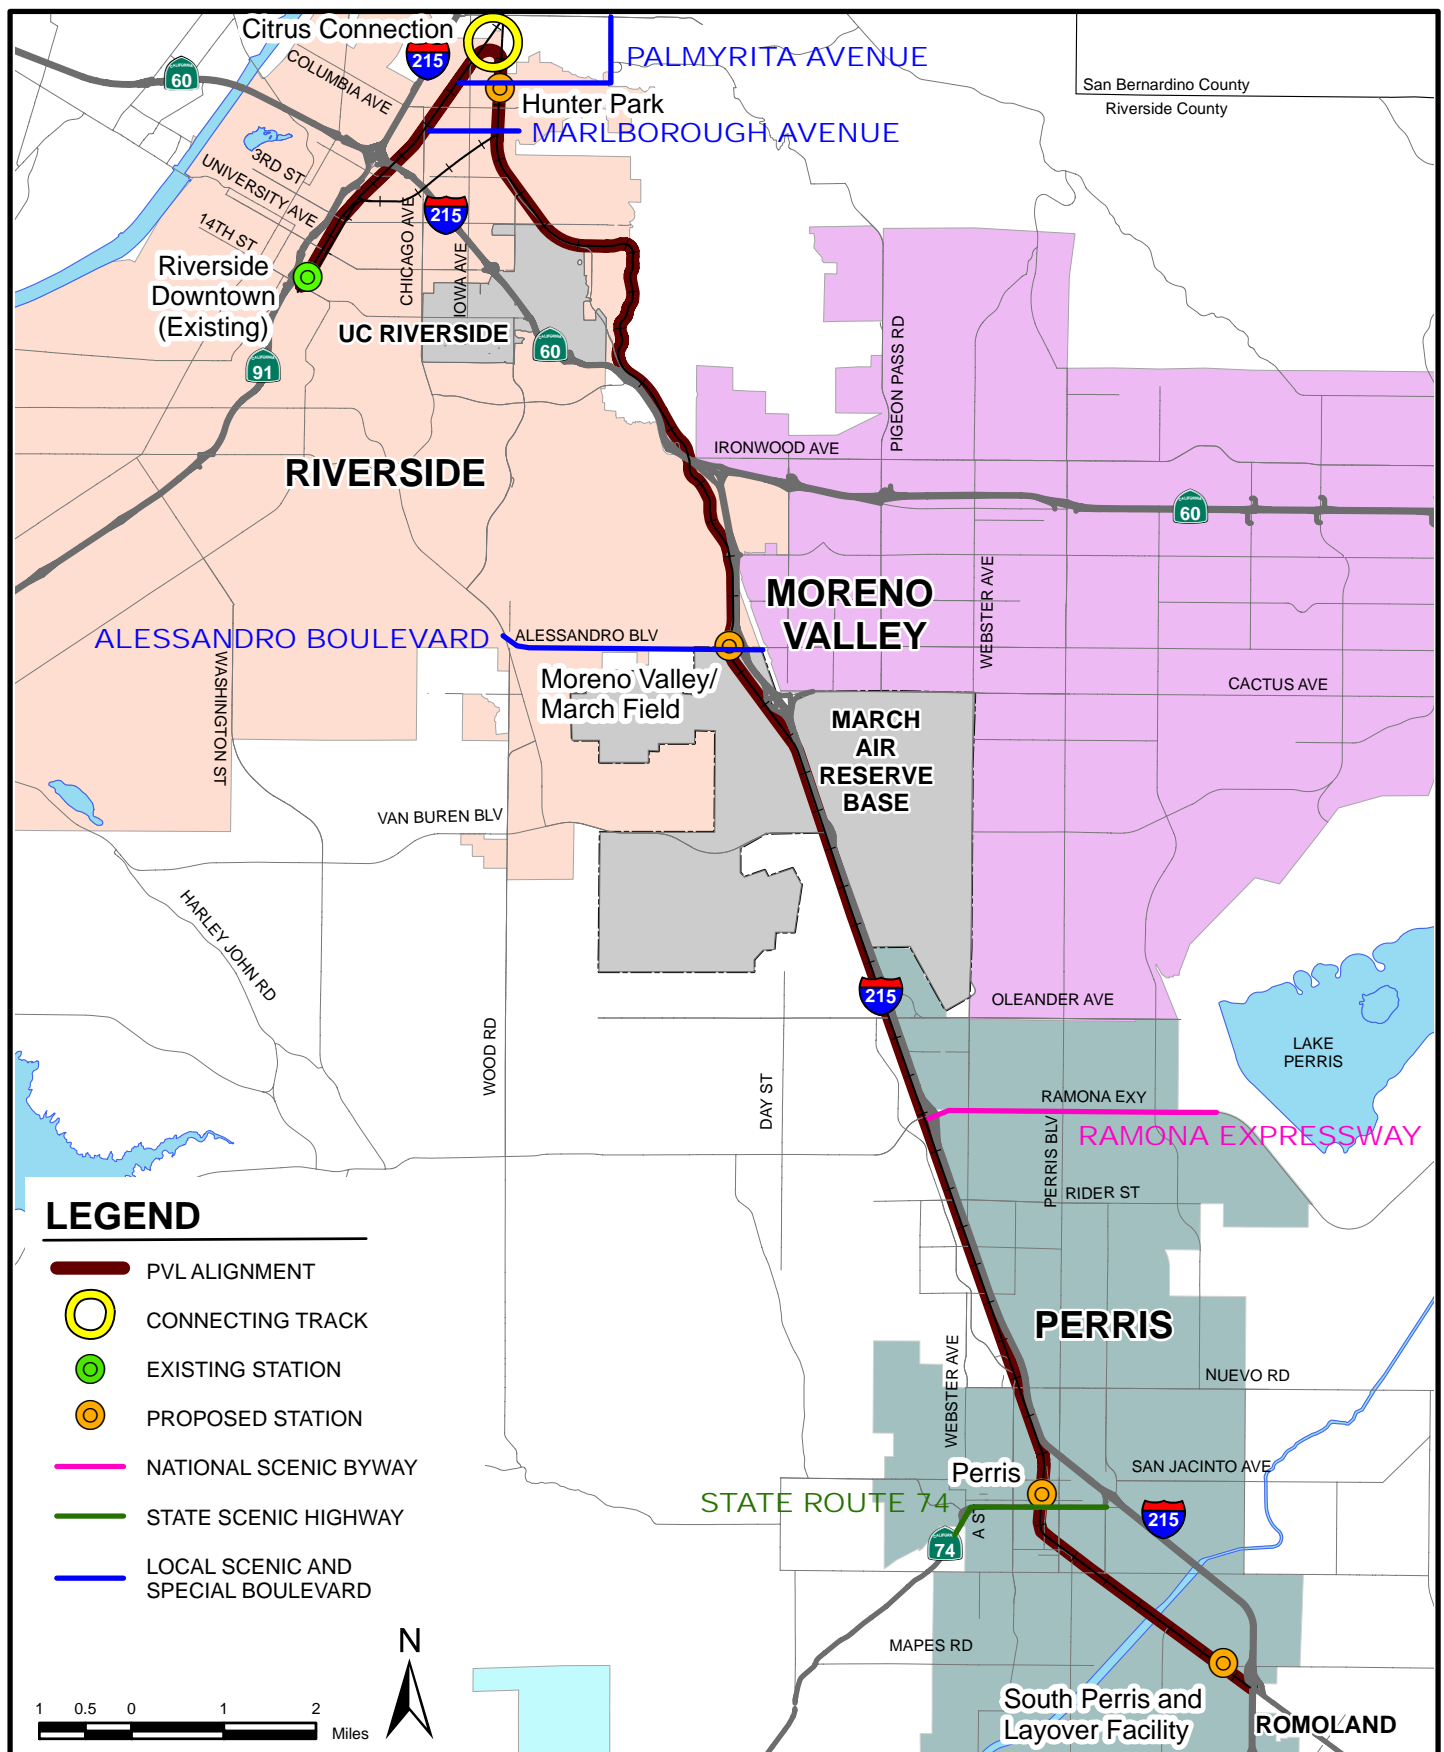 Citrus Connection
215
PALMYRITA AVENUE
60
COLUMBIA AVE
San Bernardino County
Riverside County
Hunter Park
MARLBOROUGH AVENUE
3RD ST
UNIVERSITY AVE
14TH ST
215
CHICAGO AVE
IOWA AVE
Riverside
Downtown
(Existing)
UC RIVERSIDE
60
91
PIGEON PASS RD
IRONWOOD AVE
RIVERSIDE
60
WEBSTER AVE
MORENO
VALLEY
ALESSANDRO BOULEVARD
ALESSANDRO BLV
WASHINGTON ST
Moreno Valley/
March Field
CACTUS AVE
MARCH
AIR
RESERVE
BASE
VAN BUREN BLV
HARLEY JOHN RD
215
OLEANDER AVE
WOOD RD
LAKE
PERRIS
DAY ST
RAMONA EXY
RAMONA EXPRESSWAY
PERRIS BLV
RIDER ST
LEGEND
PVL ALIGNMENT
CONNECTING TRACK
EXISTING STATION
PROPOSED STATION
NATIONAL SCENIC BYWAY
STATE SCENIC HIGHWAY
LOCAL SCENIC AND
SPECIAL BOULEVARD
PERRIS
WEBSTER AVE
NUEVO RD
Perris
SAN JACINTO AVE
STATE ROUTE 74
A S
74
215
MAPES RD
South Perris and
Layover Facility
ROMOLAND
N
1 0.5 0 1 2
Miles